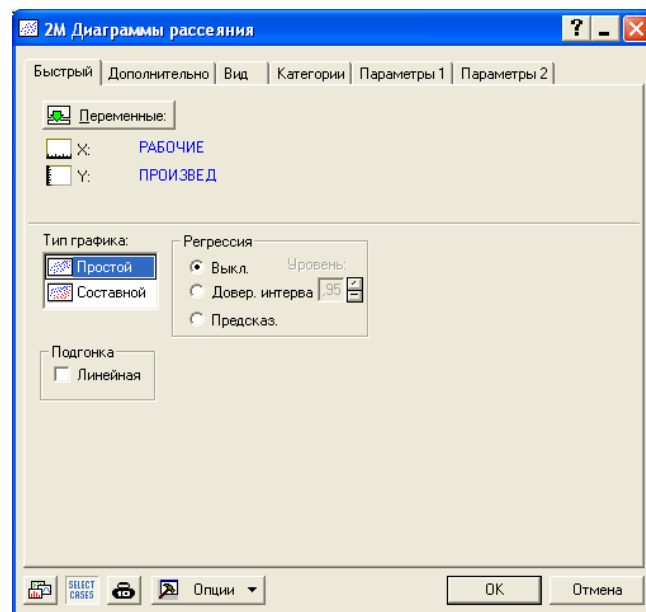 2М Диаграммы рассеяния
Быстрый Дополнительно Вид Категории Параметры 1 Параметры 2
Переменные:
X: РАБОЧИЕ
Y: ПРОИЗВЕД
Тип графика:
Простой
Составной
Регрессия
Выкл. Уровень:
Довер. интерва .95
Предсказ.
Подгонка
Линейная
SELECT
CASES
Опции
OK Отмена